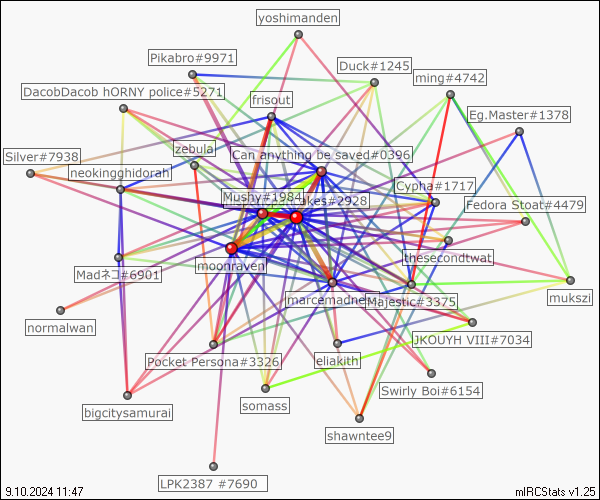 yoshimanden
Pikabro#9971
Duck#1245
ming#4742
DacobDacob hORNY police#5271
frisout
Eg.Master#1378
Silver#7938
zebula
Can anything be saved#0396
neokingghidorah
Cypha#1717
Mushy#1984
akes#2928
Fedora Stoat#4479
moonraven
thesecondtwat
Madネコ#6901
marcemadne
Majestic#3375
mukszi
normalwan
JKOUYH VIII#7034
Pocket Persona#3326
eliakith
Swirly Boi#6154
bigcitysamurai
somass
shawntee9
LPK2387 #7690
9.10.2024 11:47
mIRCStats v1.25